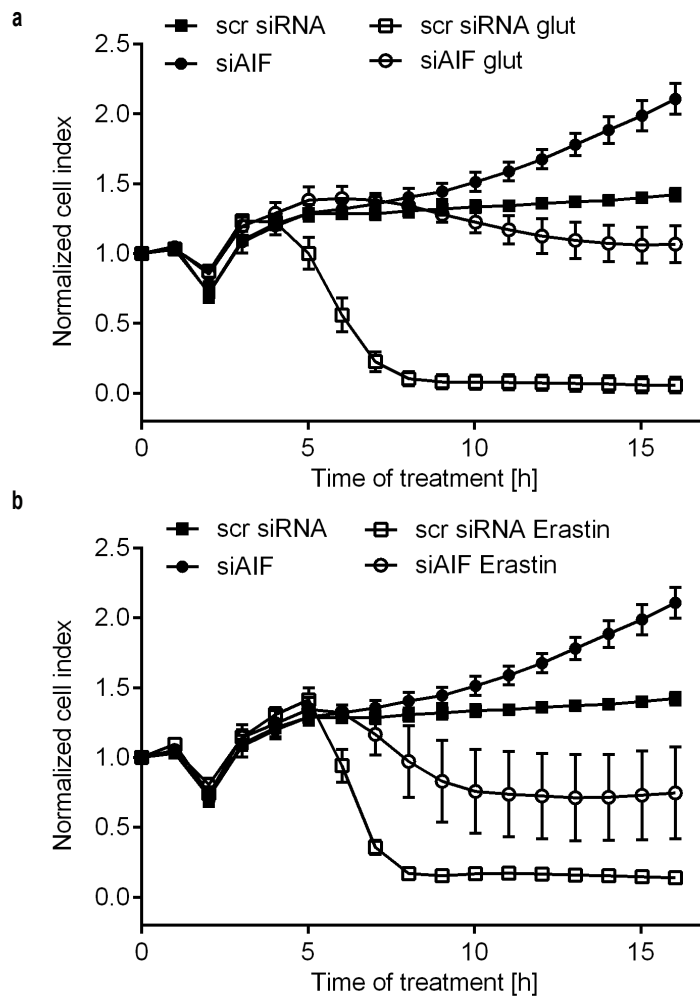 a
scr siRNA
scr siRNA glut
siAIF
siAIF glut
2.5
2.0
1.5
1.0
0.5
0.0
Normalized cell index
0
5
10
15
Time of treatment [h]
b
scr siRNA
scr siRNA Erastin
siAIF
siAIF Erastin
2.5
2.0
1.5
1.0
0.5
0.0
Normalized cell index
0
5
10
15
Time of treatment [h]